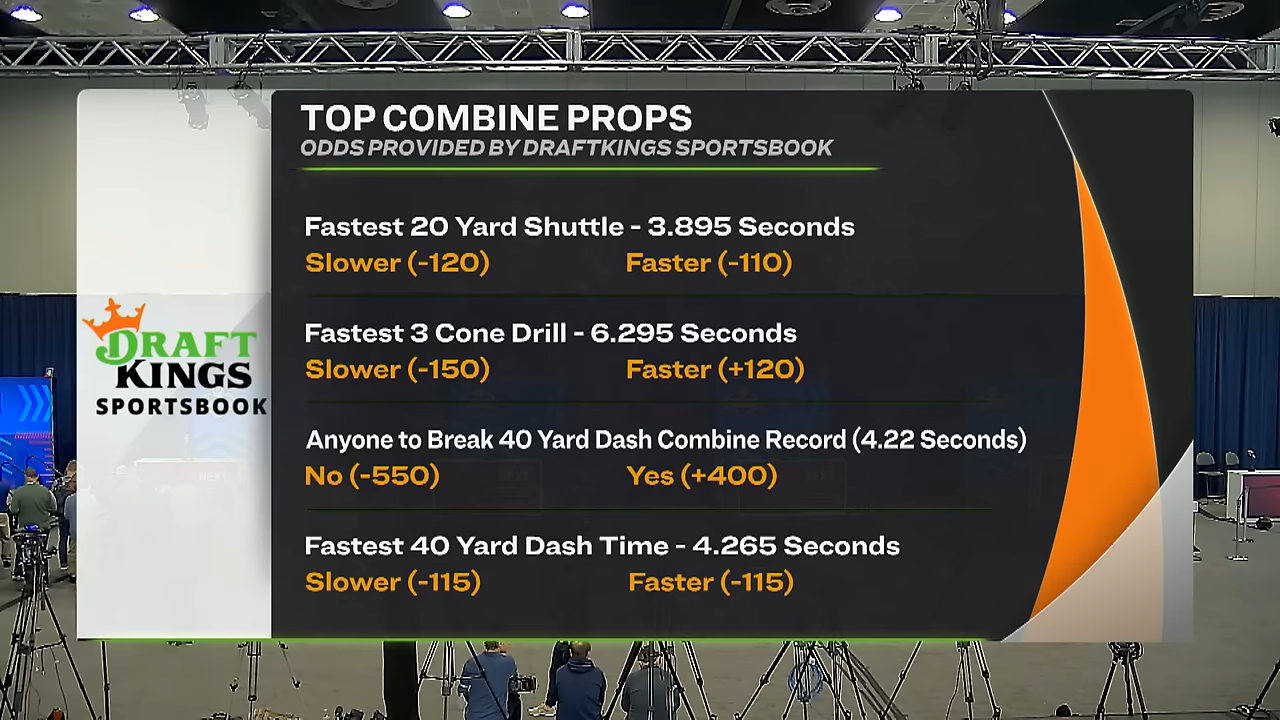 TOP COMBINE PROPS
ODDS PROVIDED BY DRAFTKINGS SPORTSBOOK
Fastest 20 Yard Shuttle - 3.895 Seconds
Slower (-120) Faster (-110)
Fastest 3 Cone Drill - 6.295 Seconds
Slower (-150) Faster (+120)
Anyone to Break 40 Yard Dash Combine Record (4.22 Seconds)
No (-550) Yes (+400)
Fastest 40 Yard Dash Time - 4.265 Seconds
Slower (-115) Faster (-115)
DRAFT
KINGS
SPORTSBOOK